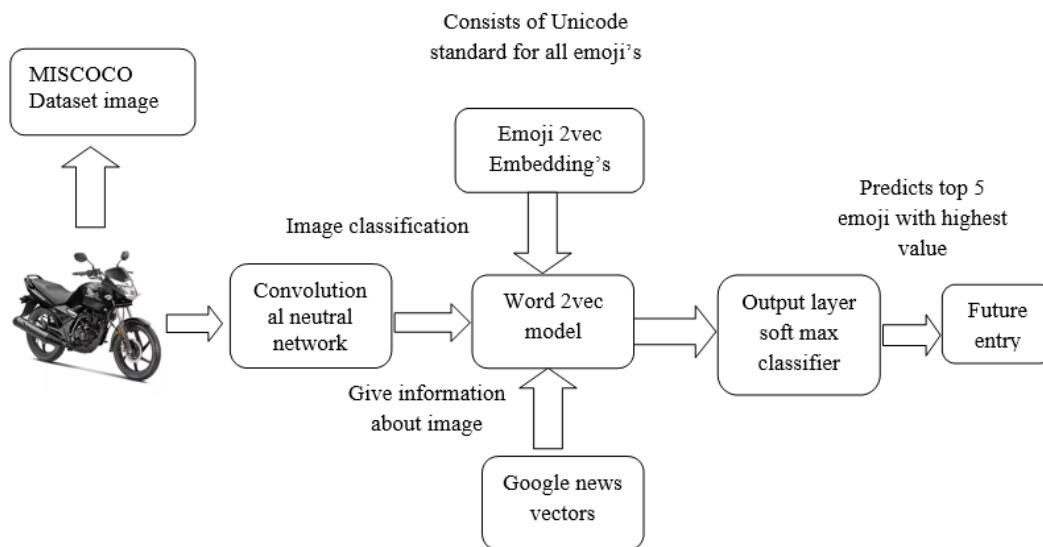 Consists of Unicode
standard for all emoji's
MISCOCO
Dataset image
Emoji 2vec
Embedding's
Predicts top 5
emoji with highest
value
Image classification
Convolution
al neutral
network
Word 2vec
model
Output layer
soft max
classifier
Future
entry
Give information
about image
Google news
vectors